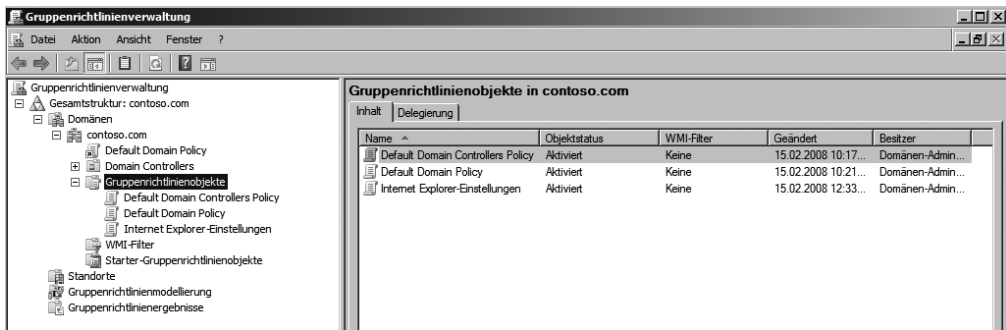 Gruppenrichtlinienverwaltung
Datei Aktion Ansicht Fenster ?
Gruppenrichtlinienverwaltung
Gesamtstruktur: contoso.com
Domänen
contoso.com
Default Domain Policy
Domain Controllers
Gruppenrichtlinienobjekte
Default Domain Controllers Policy
Default Domain Policy
Internet Explorer-Einstellungen
WMI-Filter
Starter-Gruppenrichtlinienobjekte
Standorte
Gruppenrichtlinienmodellierung
Gruppenrichtlinienergebnisse
Gruppenrichtlinienobjekte in contoso.com
Inhalt Delegierung
Name Objektstatus WMI-Filter Geändert Besitzer
Default Domain Controllers Policy Aktiviert Keine 15.02.2008 10:17... Domänen-Admin...
Default Domain Policy Aktiviert Keine 15.02.2008 10:21... Domänen-Admin...
Internet Explorer-Einstellungen Aktiviert Keine 15.02.2008 12:33... Domänen-Admin...